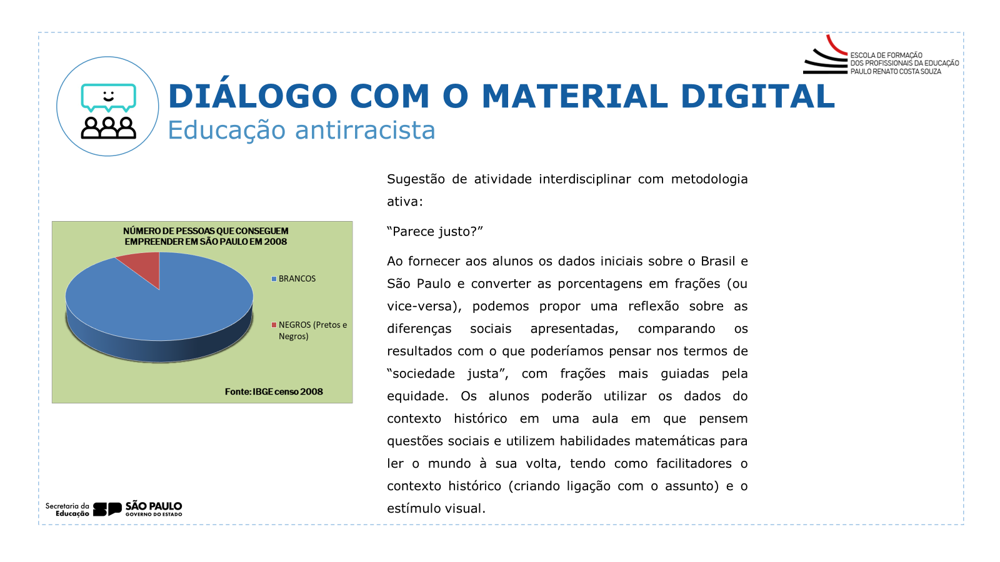 ESCOLA DE FORMAÇÃO
DOS PROFISSIONAIS DA EDUCAÇÃO
PAULO RENATO COSTA SOUZA
DIÁLOGO COM O MATERIAL DIGITAL
Educação antirracista
NÚMERO DE PESSOAS QUE CONSEGUEM
EMPREENDER EM SÃO PAULO EM 2008
BRANCOS
NEGROS (Pretos e
Negros)
Fonte: IBGE censo 2008
Sugestão de atividade interdisciplinar com metodologia
ativa:
“Parece justo?”
Ao fornecer aos alunos os dados iniciais sobre o Brasil e
São Paulo e converter as porcentagens em frações (ou
vice-versa), podemos propor uma reflexão sobre as
diferenças sociais apresentadas, comparando os
resultados com o que poderíamos pensar nos termos de
“sociedade justa”, com frações mais guiadas pela
equidade. Os alunos poderão utilizar os dados do
contexto histórico em uma aula em que pensem
questões sociais e utilizem habilidades matemáticas para
ler o mundo à sua volta, tendo como facilitadores o
contexto histórico (criando ligação com o assunto) e o
estímulo visual.
Secretaria da
Educação
SP
SÃO PAULO
GOVERNO DO ESTADO